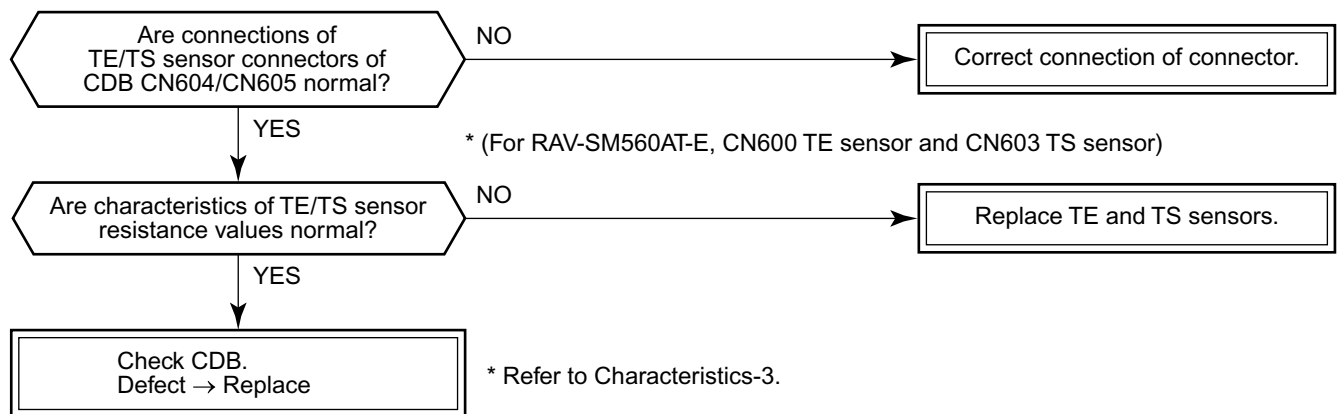 Are connections of
TE/TS sensor connectors of
CDB CN604/CN605 normal?
NO
Correct connection of connector.
YES
* (For RAV-SM560AT-E, CN600 TE sensor and CN603 TS sensor)
Are characteristics of TE/TS sensor
resistance values normal?
NO
Replace TE and TS sensors.
YES
Check CDB.
Defect → Replace
* Refer to Characteristics-3.